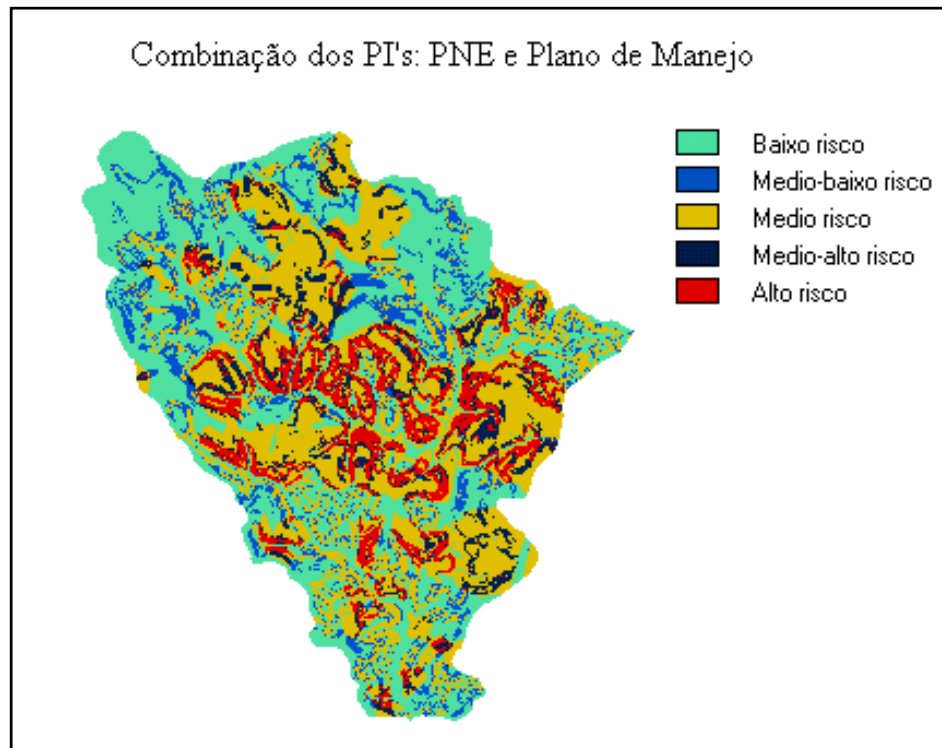 Combinação dos PI's: PNE e Plano de Manejo
Baixo risco
Medio-baixo risco
Medio risco
Medio-alto risco
Alto risco